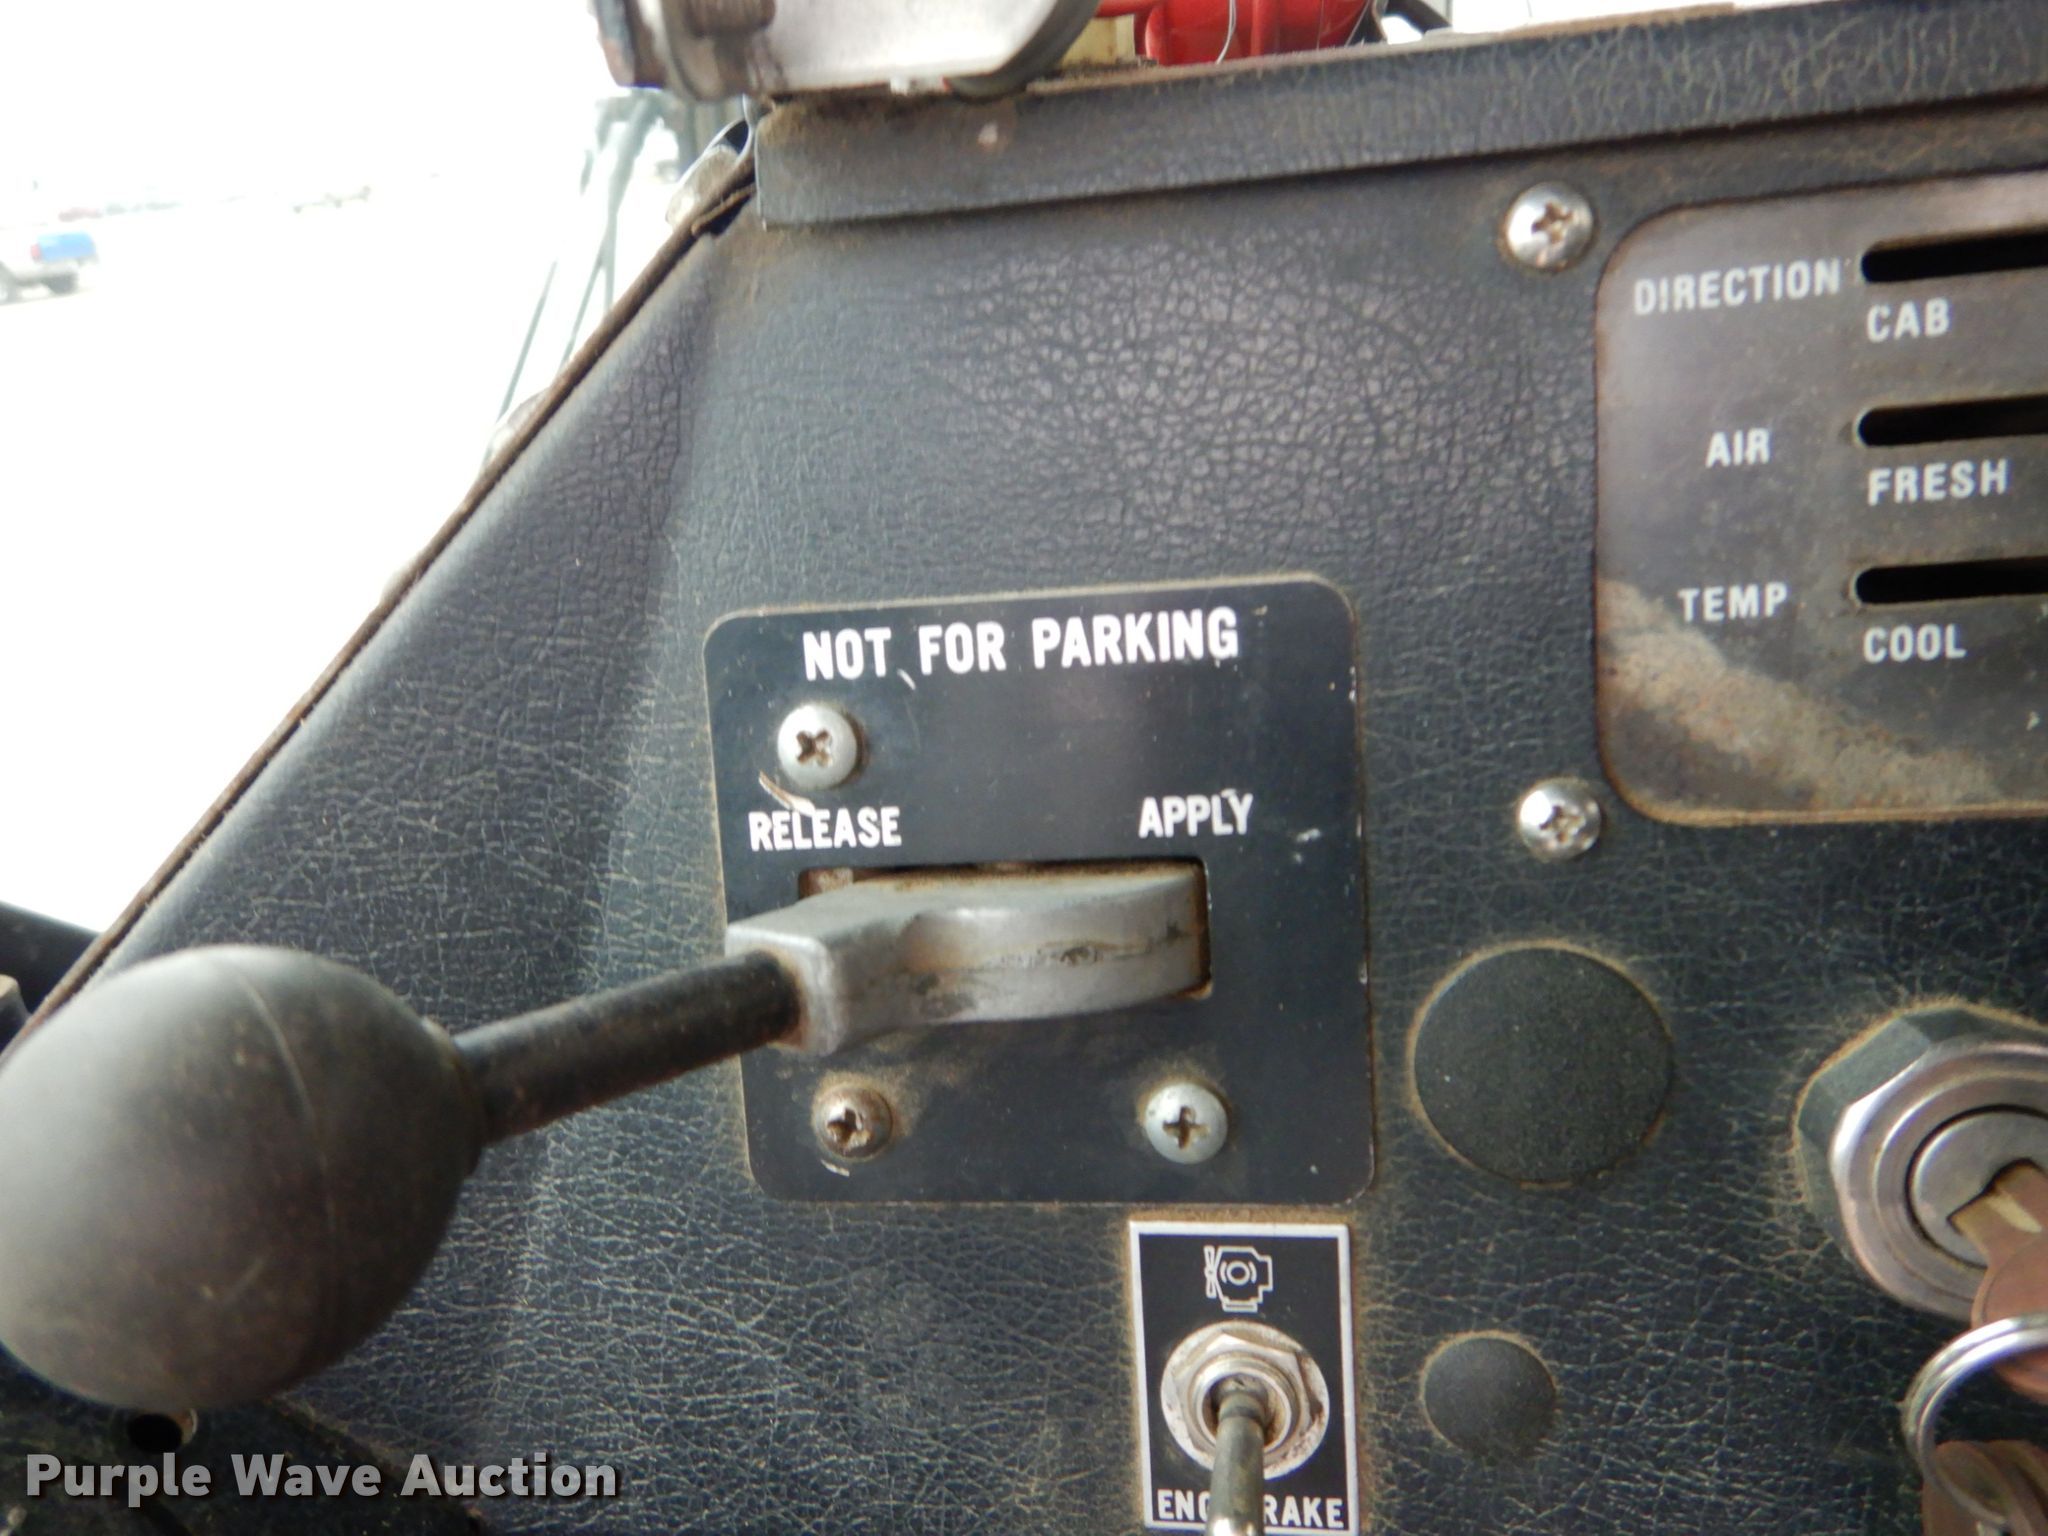 DIRECTION
CAB
AIR
FRESH
TEMP
COOL
NOT FOR PARKING
RELEASE APPLY
Purple Wave Auction